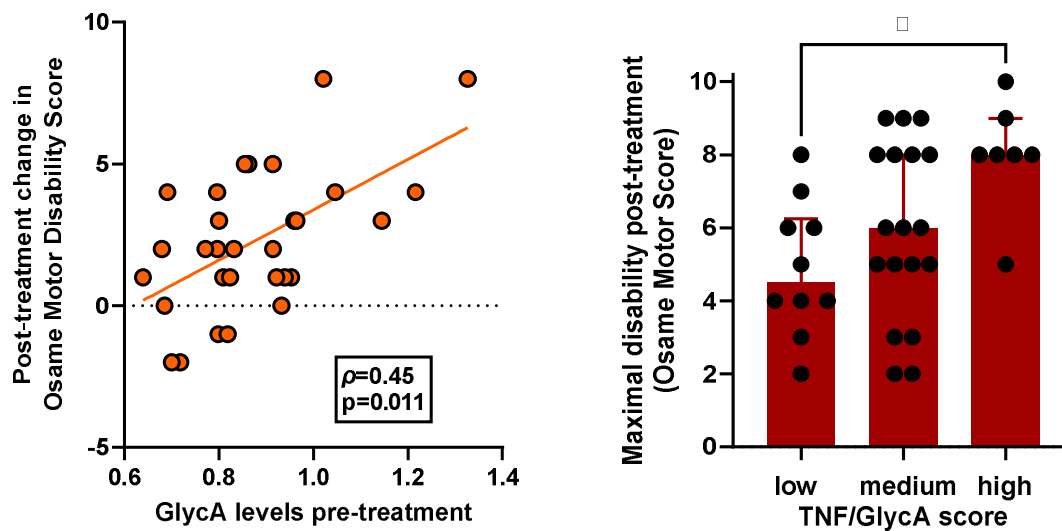 Post-treatment change in
Osame Motor Disability Score
10
5
0
-5
0.6
0.8
1.0
1.2
1.4
GlycA levels pre-treatment
ρ=0.45
p=0.011
Maximal disability post-treatment
(Osame Motor Score)
10
8
6
4
2
0
low
medium
high
TNF/GlycA score